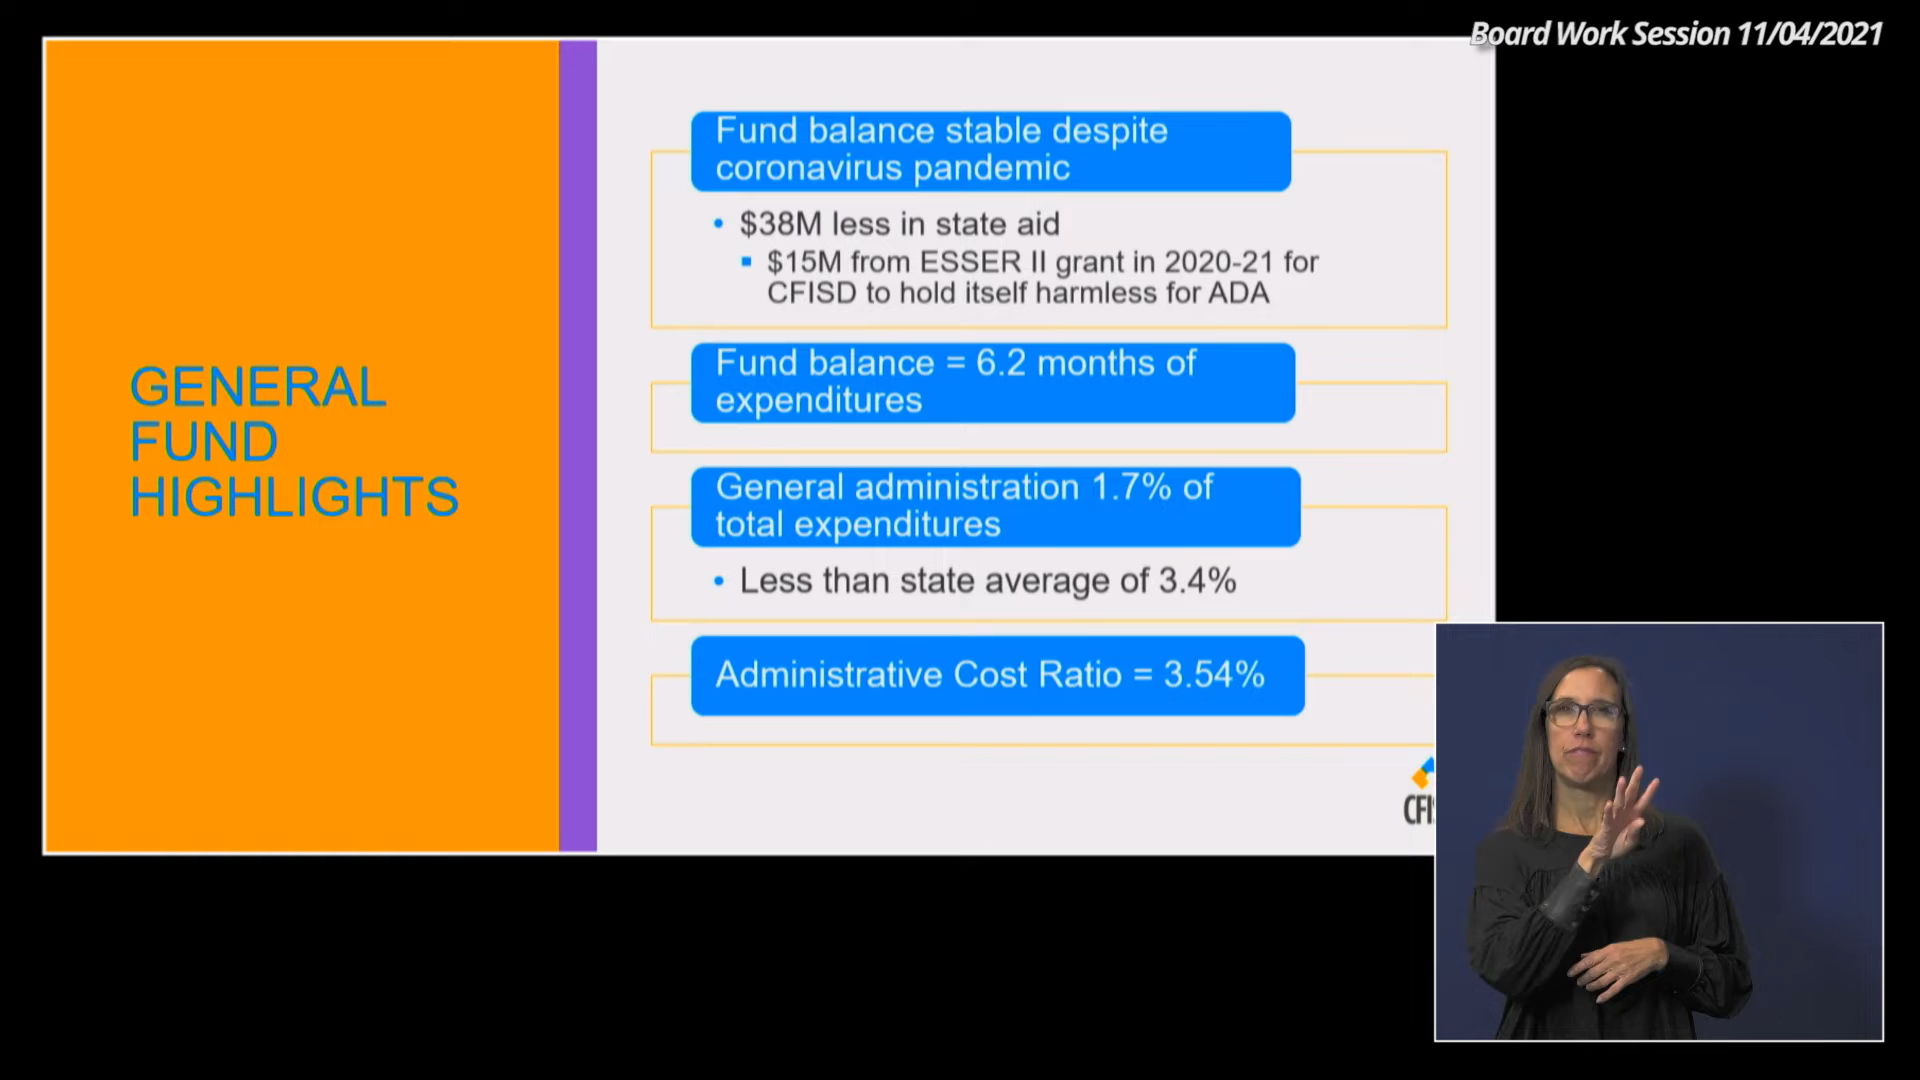 Board Work Session 11/04/2021
GENERAL
FUND
HIGHLIGHTS
Fund balance stable despite
coronavirus pandemic
• $38M less in state aid
▪ $15M from ESSER II grant in 2020-21 for
CFISD to hold itself harmless for ADA
Fund balance = 6.2 months of
expenditures
General administration 1.7% of
total expenditures
• Less than state average of 3.4%
Administrative Cost Ratio = 3.54%